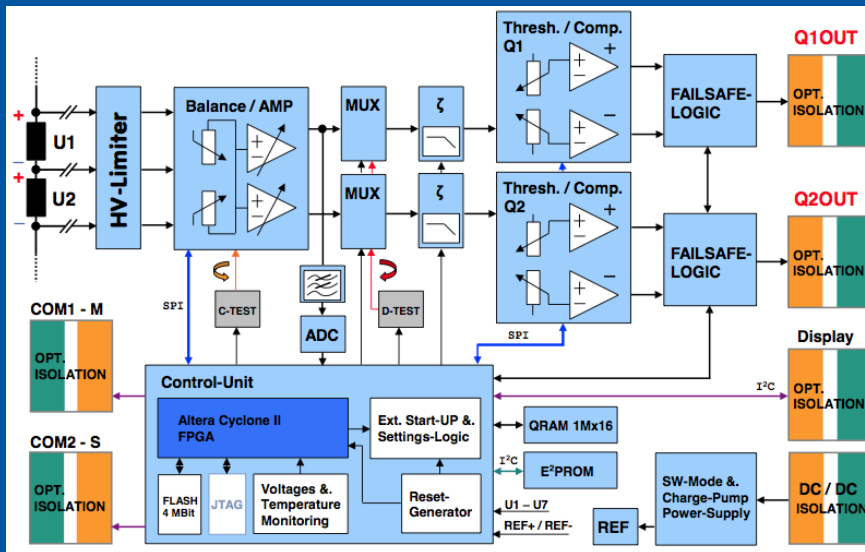 Thresh. / Comp.
Q1
+
−
Q1OUT
OPT.
ISOLATION
FAILSAFE-
LOGIC
MUX
ζ
Balance / AMP
+
−
+
−
HV-Limiter
+
U1
−
+
U2
−
MUX
ζ
Thresh. / Comp.
Q2
+
−
Q2OUT
FAILSAFE-
LOGIC
OPT.
ISOLATION
SPI
C-TEST
D-TEST
ADC
SPI
COM1 - M
OPT.
ISOLATION
Display
I²C
OPT.
ISOLATION
Control-Unit
Altera Cyclone II
FPGA
Ext. Start-UP &.
Settings-Logic
QRAM 1Mx16
I²C
E²PROM
COM2 - S
OPT.
ISOLATION
FLASH
4 MBit
JTAG
Voltages &.
Temperature
Monitoring
Reset-
Generator
U1 – U7
REF+ / REF-
REF
SW-Mode &.
Charge-Pump
Power-Supply
DC / DC
ISOLATION